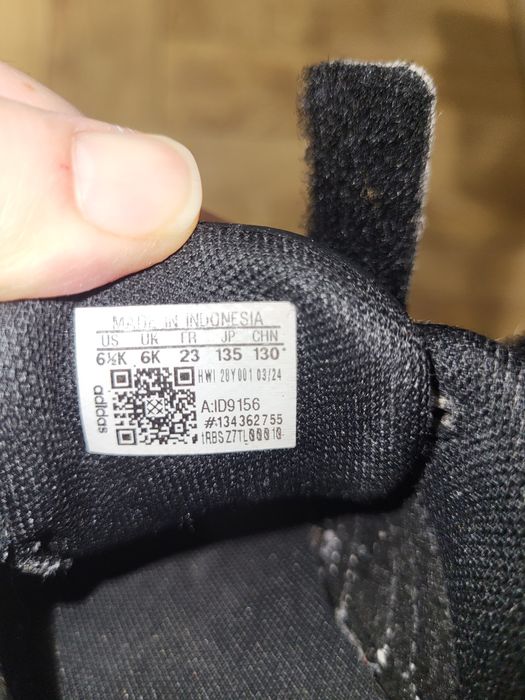 MADE IN INDONESIA
US UK FR JP CHN
6½K 6K 23 135 130*
HWI 28Y001 03/24
A:ID9156
#134362755
adidas